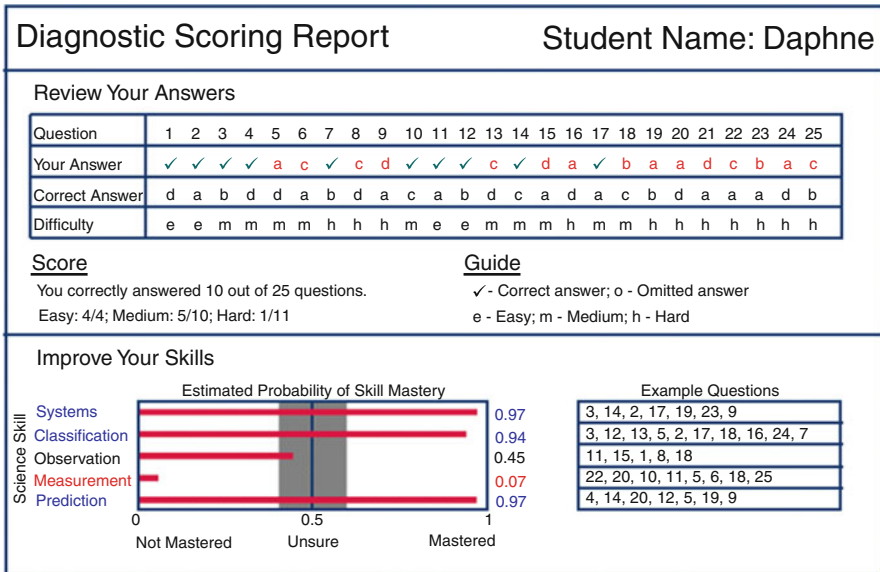 Diagnostic Scoring Report
Student Name: Daphne
Review Your Answers
Question 1 2 3 4 5 6 7 8 9 10 11 12 13 14 15 16 17 18 19 20 21 22 23 24 25
Your Answer ✓ ✓ ✓ ✓ a c ✓ c d ✓ ✓ ✓ c ✓ d a ✓ b a a d c b a c
Correct Answer d a b d d a b d a c a b d c a d a c b d a a a d b
Difficulty e e m m m m h h h m e e m m m h m m h h h h h h h
Score
You correctly answered 10 out of 25 questions.
Easy: 4/4; Medium: 5/10; Hard: 1/11
Guide
✓- Correct answer; o - Omitted answer
e - Easy; m - Medium; h - Hard
Improve Your Skills
Estimated Probability of Skill Mastery
Example Questions
Science Skill
Systems 0.97 3, 14, 2, 17, 19, 23, 9
Classification 0.94 3, 12, 13, 5, 2, 17, 18, 16, 24, 7
Observation 0.45 11, 15, 1, 8, 18
Measurement 0.07 22, 20, 10, 11, 5, 6, 18, 25
Prediction 0.97 4, 14, 20, 12, 5, 19, 9
0 0.5 1
Not Mastered Unsure Mastered